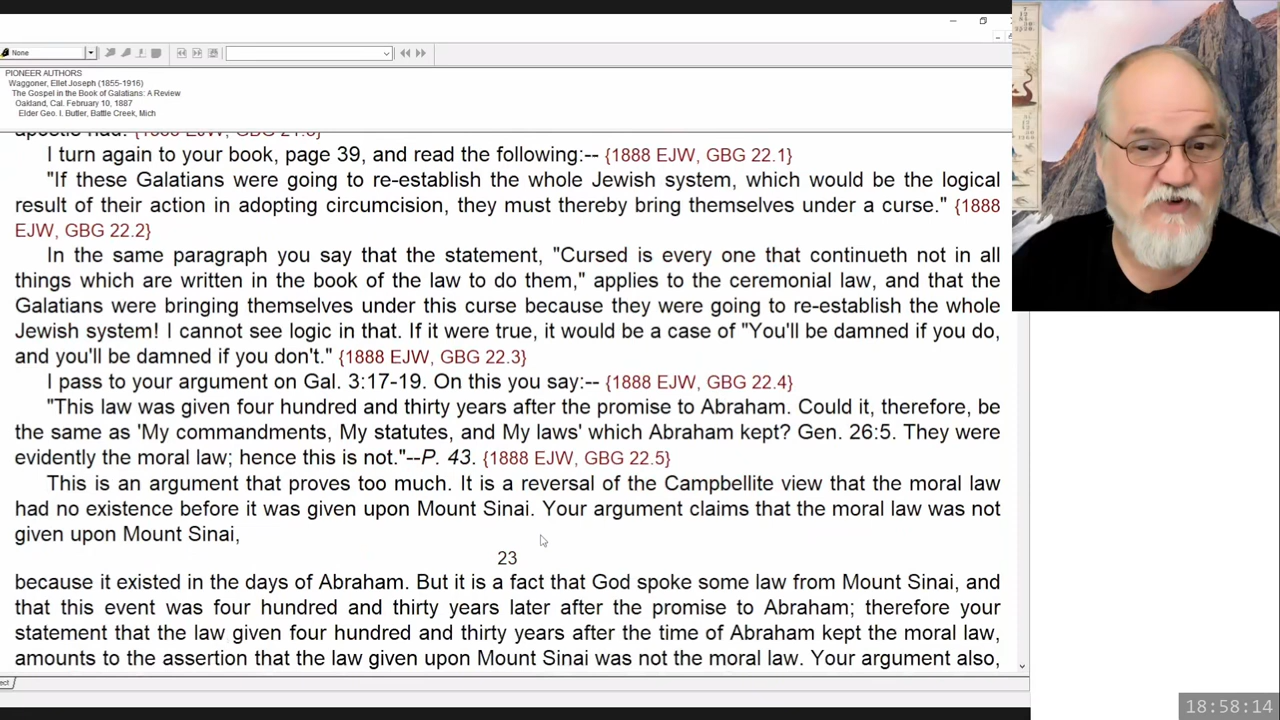 None
PIONEER AUTHORS
Waggoner, Ellet Joseph (1855-1916)
The Gospel in the Book of Galatians: A Review
Oakland, Cal. February 10, 1887
Elder Geo. I. Butler, Battle Creek, Mich
apostle had. {1888 EJW, GBG 21.6}
I turn again to your book, page 39, and read the following:-- {1888 EJW, GBG 22.1}
"If these Galatians were going to re-establish the whole Jewish system, which would be the logical
result of their action in adopting circumcision, they must thereby bring themselves under a curse." {1888
EJW, GBG 22.2}
In the same paragraph you say that the statement, "Cursed is every one that continueth not in all
things which are written in the book of the law to do them," applies to the ceremonial law, and that the
Galatians were bringing themselves under this curse because they were going to re-establish the whole
Jewish system! I cannot see logic in that. If it were true, it would be a case of "You'll be damned if you do,
and you'll be damned if you don't." {1888 EJW, GBG 22.3}
I pass to your argument on Gal. 3:17-19. On this you say:-- {1888 EJW, GBG 22.4}
"This law was given four hundred and thirty years after the promise to Abraham. Could it, therefore, be
the same as 'My commandments, My statutes, and My laws' which Abraham kept? Gen. 26:5. They were
evidently the moral law; hence this is not."--P. 43. {1888 EJW, GBG 22.5}
This is an argument that proves too much. It is a reversal of the Campbellite view that the moral law
had no existence before it was given upon Mount Sinai. Your argument claims that the moral law was not
given upon Mount Sinai,
23
because it existed in the days of Abraham. But it is a fact that God spoke some law from Mount Sinai, and
that this event was four hundred and thirty years later after the promise to Abraham; therefore your
statement that the law given four hundred and thirty years after the time of Abraham kept the moral law,
amounts to the assertion that the law given upon Mount Sinai was not the moral law. Your argument also,
18:58:14